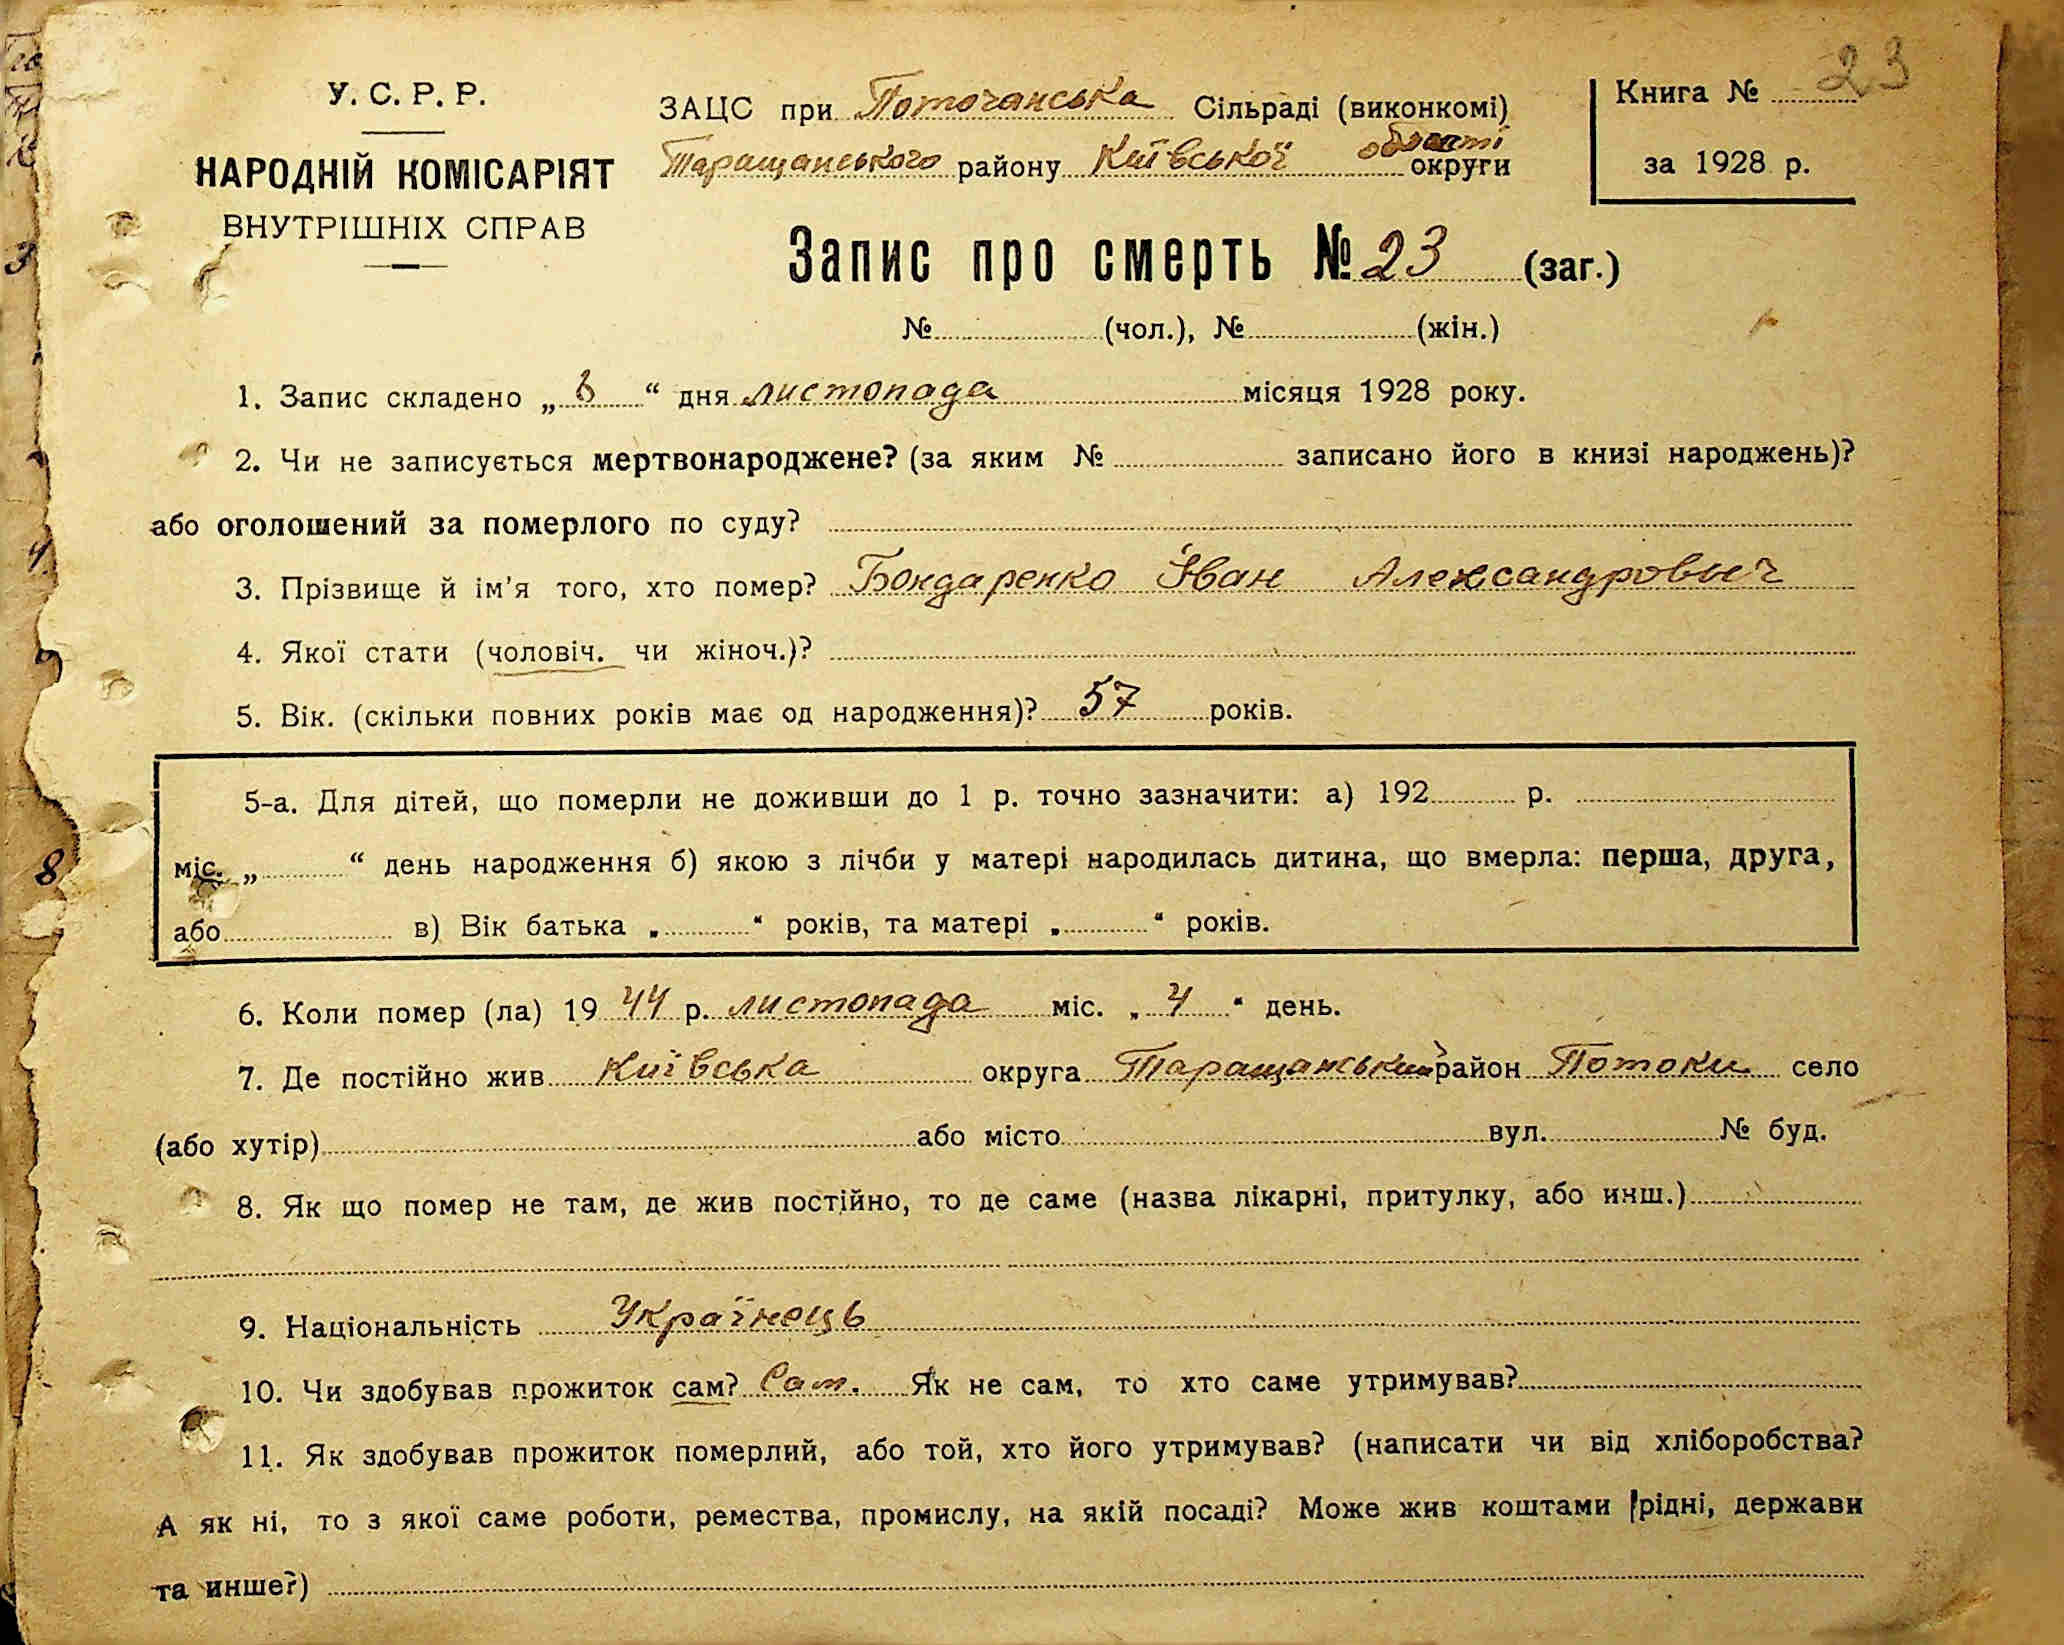 23
У. С. Р. Р.
НАРОДНІЙ КОМІСАРІЯТ
ВНУТРІШНІХ СПРАВ
ЗАЦС при Поточанська Сільраді (виконкомі)
Таращанського району Київської області округи
Книга № 
за 1928 р.
Запис про смерть № 23 (заг.)
№ (чол.), № (жін.)
1. Запис складено „ 6 “ дня листопада місяця 1928 року.
2. Чи не записується мертвонароджене? (за яким № записано його в книзі народжень)?
або оголошений за померлого по суду?
3. Прізвище й ім’я того, хто помер? Бондаренко Іван Александровыч
4. Якої стати (чоловіч. чи жіноч.)?
5. Вік. (скільки повних років має од народження)? 57 років.
5-а. Для дітей, що померли не доживши до 1 р. точно зазначити: а) 192 р.
міс. „ “ день народження б) якою з лічби у матері народилась дитина, що вмерла: перша, друга,
або в) Вік батька „ “ років, та матері „ “ років.
6. Коли помер (ла) 19 44 р. листопада міс. „ 4 “ день.
7. Де постійно жив Київська округа Таращанський район Потоки село
(або хутір) або місто вул. № буд.
8. Як що помер не там, де жив постійно, то де саме (назва лікарні, притулку, або инш.)
9. Національність Українець
10. Чи здобував прожиток сам? Сам. Як не сам, то хто саме утримував?
11. Як здобував прожиток померлий, або той, хто його утримував? (написати чи від хліборобства?
А як ні, то з якої саме роботи, ремества, промислу, на якій посаді? Може жив коштами рідні, держави
та инше?)